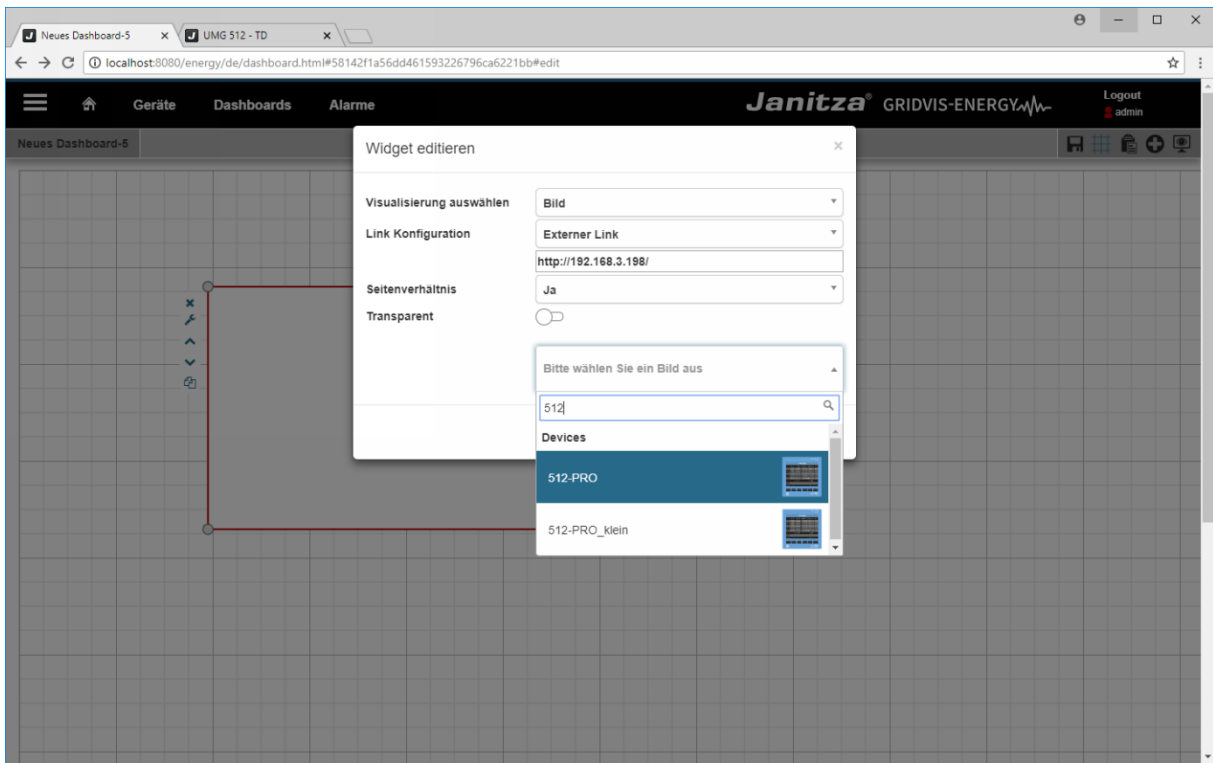 Neues Dashboard-5
UMG 512 - TD
localhost:8080/energy/de/dashboard.html#58142f1a56dd461593226796ca6221bb#edit
Geräte Dashboards Alarme
Janitza® GRIDVIS-ENERGY
Logout
admin
Neues Dashboard-5
Widget editieren
Visualisierung auswählen Bild
Link Konfiguration Externer Link
http://192.168.3.198/
Seitenverhältnis Ja
Transparent
Bitte wählen Sie ein Bild aus
512
Devices
512-PRO
512-PRO_klein